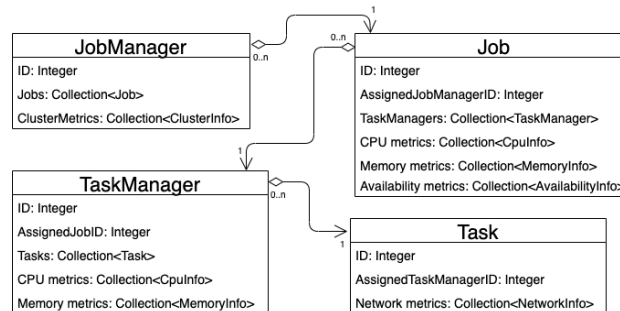 JobManager
ID: Integer
Jobs: Collection<Job>
ClusterMetrics: Collection<ClusterInfo>
0..n
1
0..n
Job
ID: Integer
AssignedJobManagerID: Integer
TaskManagers: Collection<TaskManager>
CPU metrics: Collection<CpuInfo>
Memory metrics: Collection<MemoryInfo>
Availability metrics: Collection<AvailabilityInfo>
1
TaskManager
ID: Integer
AssignedJobID: Integer
Tasks: Collection<Task>
CPU metrics: Collection<CpuInfo>
Memory metrics: Collection<MemoryInfo>
0..n
1
Task
ID: Integer
AssignedTaskManagerID: Integer
Network metrics: Collection<NetworkInfo>